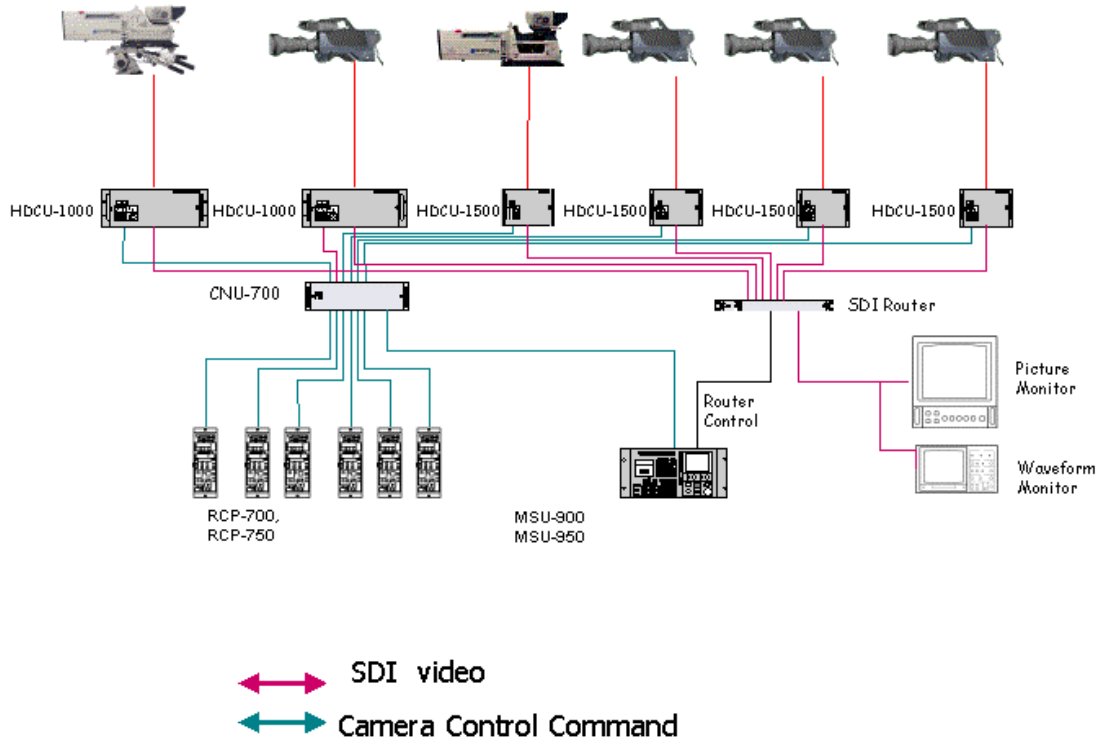 HDCU-1000
HDCU-1000
HDCU-1500
HDCU-1500
HDCU-1500
HDCU-1500
CNU-700
SDI Router
Picture
Monitor
Router
Control
Waveform
Monitor
RCP-700,
RCP-750
MSU-900
MSU-950
SDI video
Camera Control Command